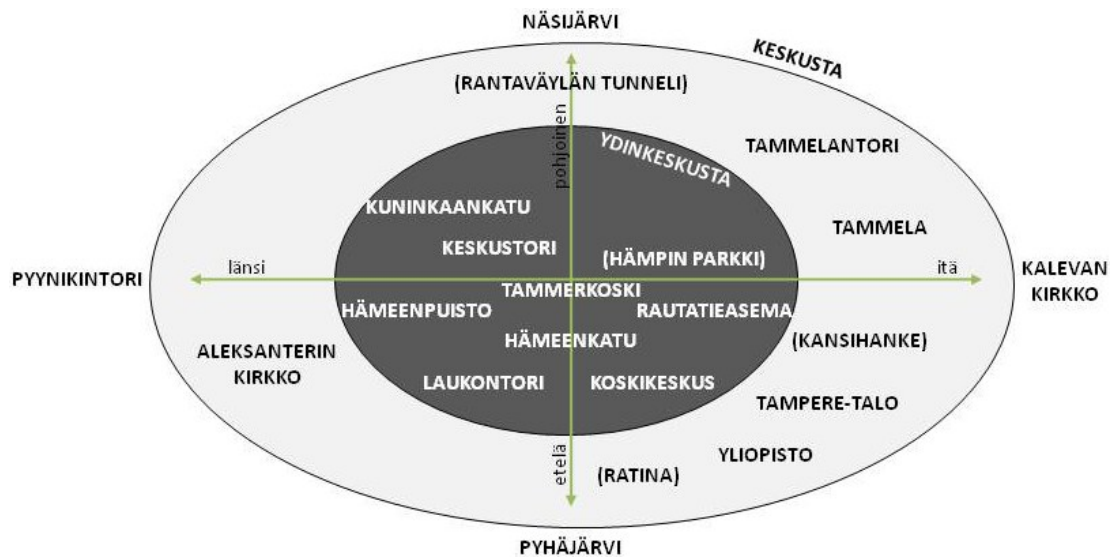 NÄSIJÄRVI
KESKUSTA
(RANTAVÄYLÄN TUNNELI)
pohjoinen
YDINKESKUSTA
TAMMELANTORI
KUNINKAANKATU
TAMMELA
KESKUSTORI
(HÄMPIN PARKKI)
PYYNIKINTORI
länsi
itä
KALEVAN
KIRKKO
TAMMERKOSKI
HÄMEENPUISTO
RAUTATIEASEMA
HÄMEENKATU
(KANSIHANKE)
ALEKSANTERIN
KIRKKO
LAUKONTORI
KOSKIKESKUS
TAMPERE-TALO
YLIOPISTO
etelä
(RATINA)
PYHÄJÄRVI